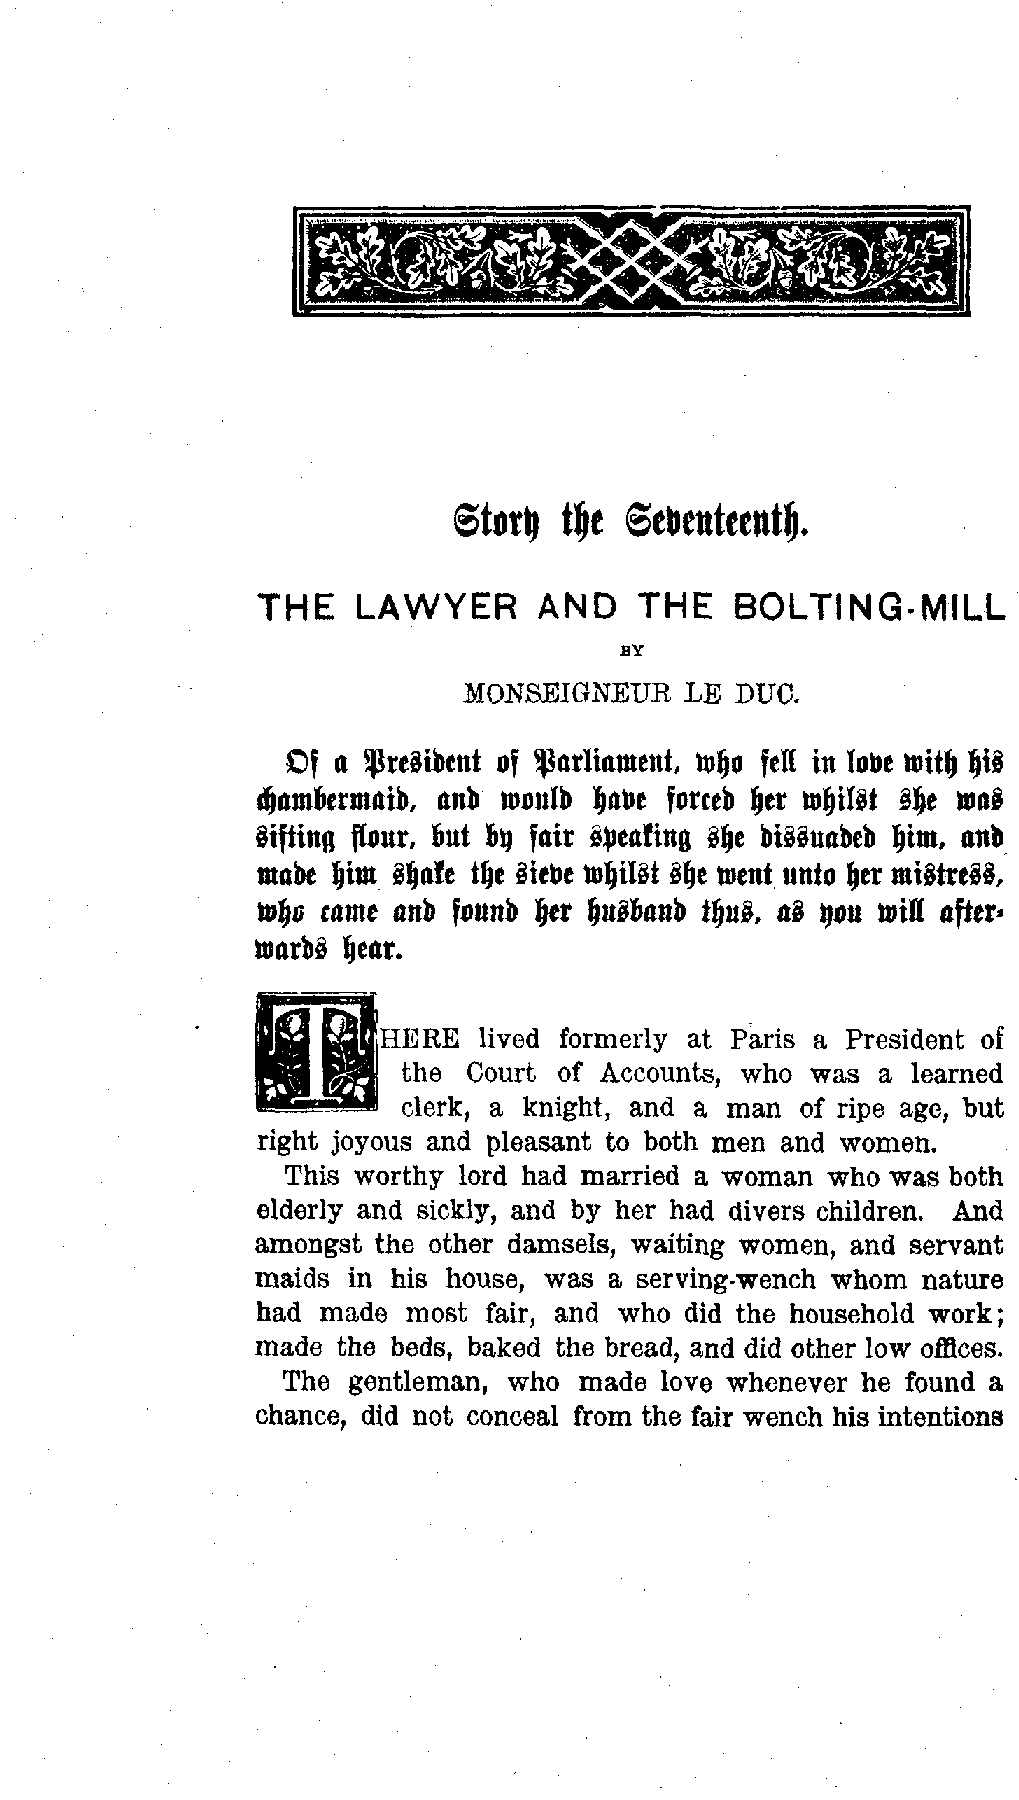 Story the Seventeenth.
THE LAWYER AND THE BOLTING-MILL
BY
MONSEIGNEUR LE DUC.
Of a President of Parliament, who fell in love with his
chambermaid, and would have forced her whilst she was
sifting flour, but by fair speaking she dissuaded him, and
made him shake the sieve whilst she went unto her mistress,
who came and found her husband thus, as you will after-
wards hear.
THERE lived formerly at Paris a President of
the Court of Accounts, who was a learned
clerk, a knight, and a man of ripe age, but
right joyous and pleasant to both men and women.
This worthy lord had married a woman who was both
elderly and sickly, and by her had divers children. And
amongst the other damsels, waiting women, and servant
maids in his house, was a serving-wench whom nature
had made most fair, and who did the household work;
made the beds, baked the bread, and did other low offices.
The gentleman, who made love whenever he found a
chance, did not conceal from the fair wench his intentions